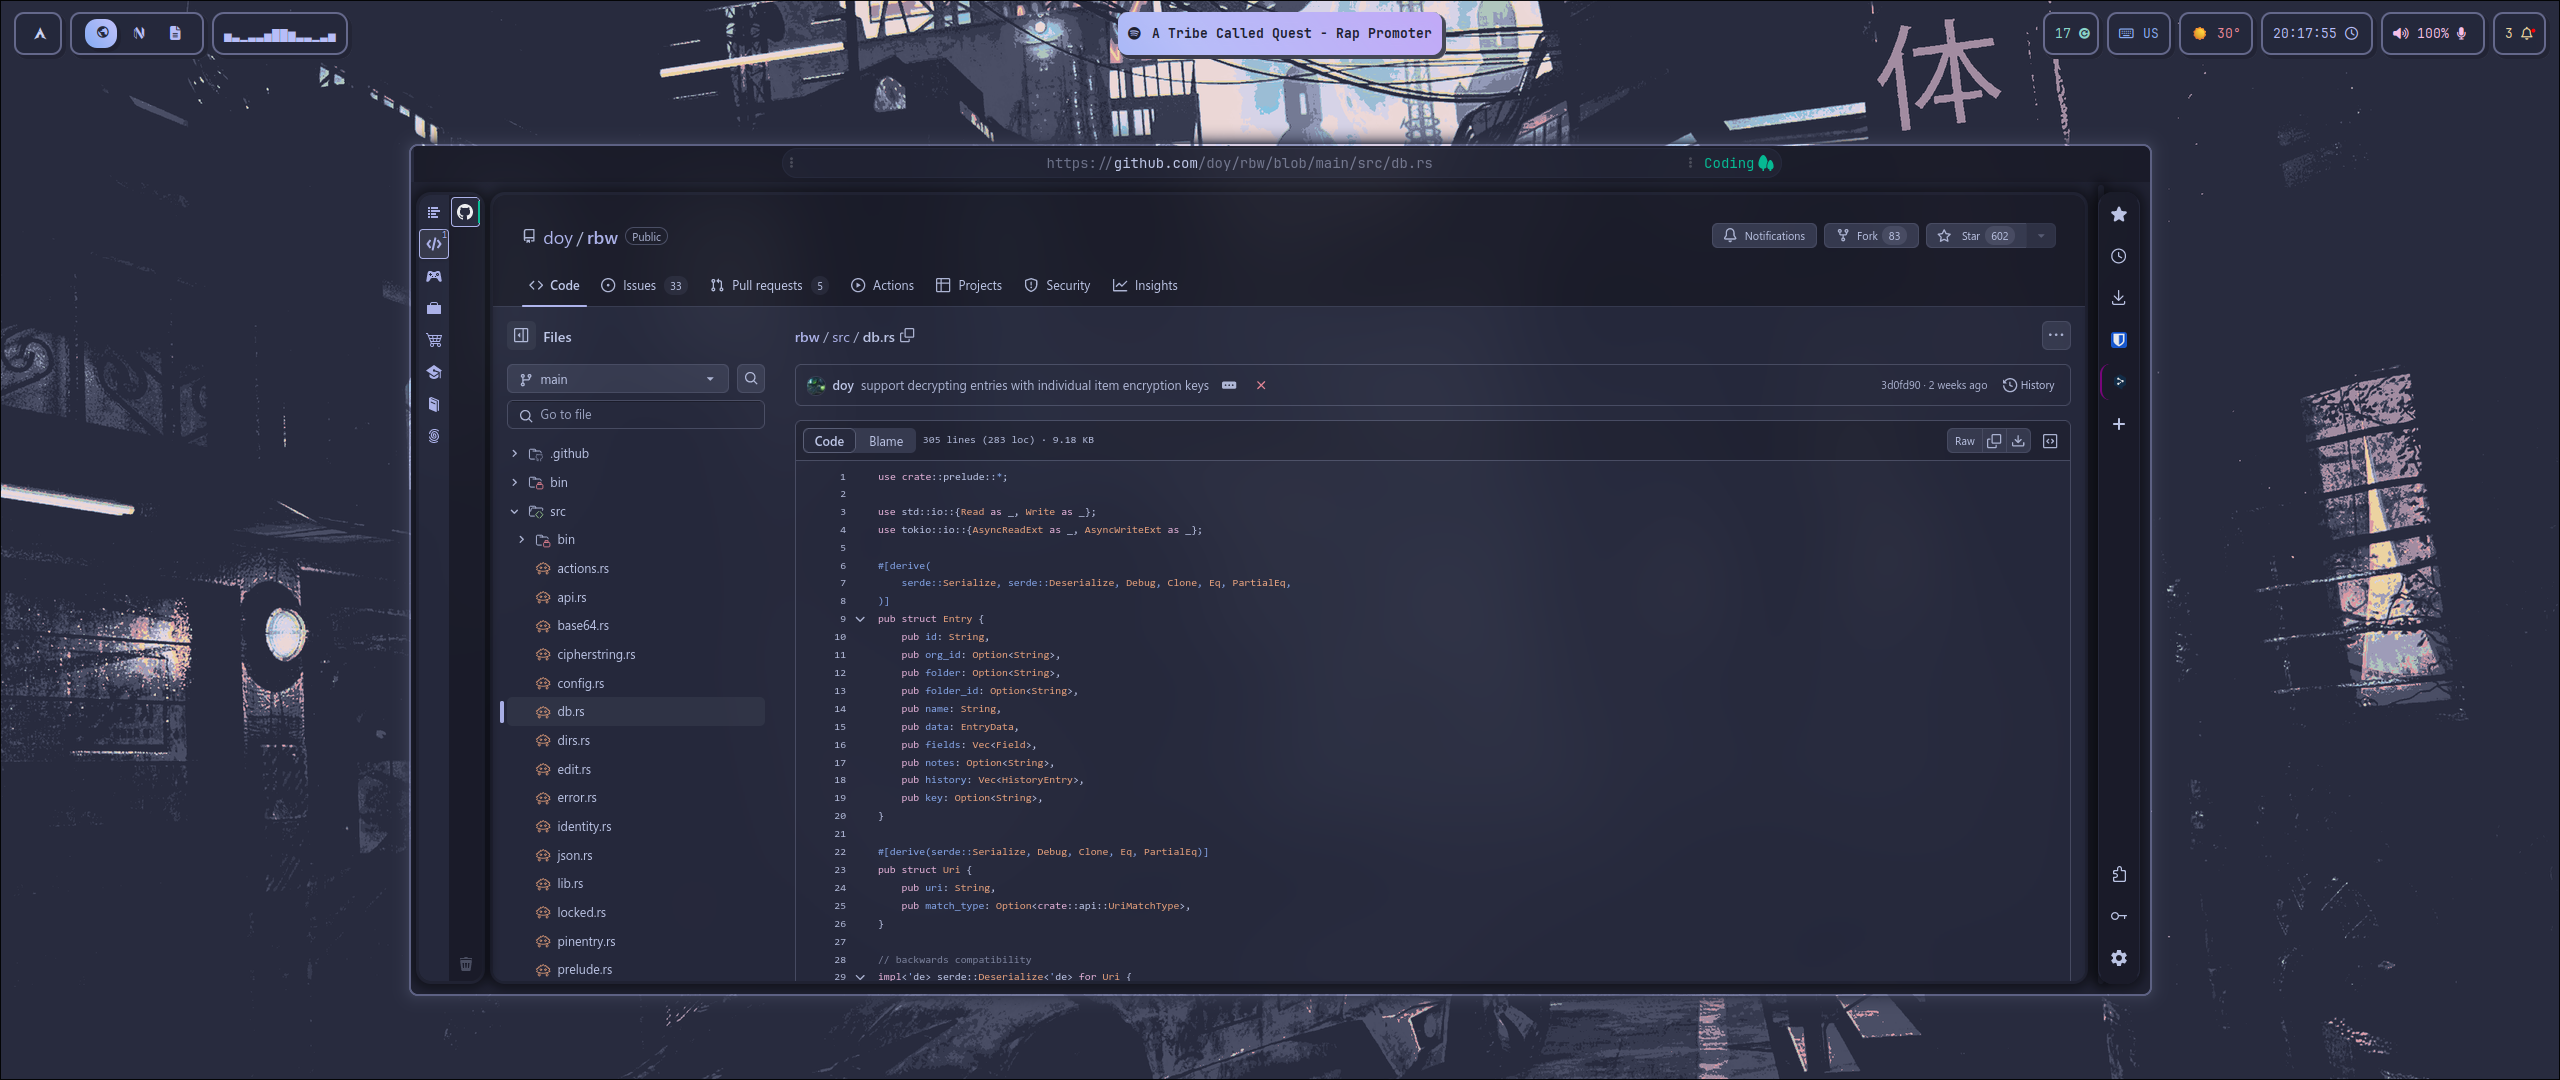 A Tribe Called Quest - Rap Promoter
17
US
30°
20:17:55
100%
3
体
https://github.com/doy/rbw/blob/main/src/db.rs
Coding
1
doy / rbw
Public
Notifications
Fork 83
Star 602
Code
Issues 33
Pull requests 5
Actions
Projects
Security
Insights
Files
main
Go to file
.github
bin
src
bin
actions.rs
api.rs
base64.rs
cipherstring.rs
config.rs
db.rs
dirs.rs
edit.rs
error.rs
identity.rs
json.rs
lib.rs
locked.rs
pinentry.rs
prelude.rs
rbw / src / db.rs
doy support decrypting entries with individual item encryption keys
3d0fd90 · 2 weeks ago
History
Code
Blame
305 lines (283 loc) · 9.18 KB
Raw
1 use crate::prelude::*;
2
3 use std::io::{Read as _, Write as _};
4 use tokio::io::{AsyncReadExt as _, AsyncWriteExt as _};
5
6 #[derive(
7 serde::Serialize, serde::Deserialize, Debug, Clone, Eq, PartialEq,
8 )]
9 pub struct Entry {
10 pub id: String,
11 pub org_id: Option<String>,
12 pub folder: Option<String>,
13 pub folder_id: Option<String>,
14 pub name: String,
15 pub data: EntryData,
16 pub fields: Vec<Field>,
17 pub notes: Option<String>,
18 pub history: Vec<HistoryEntry>,
19 pub key: Option<String>,
20 }
21
22 #[derive(serde::Serialize, Debug, Clone, Eq, PartialEq)]
23 pub struct Uri {
24 pub uri: String,
25 pub match_type: Option<crate::api::UriMatchType>,
26 }
27
28 // backwards compatibility
29 impl<'de> serde::Deserialize<'de> for Uri {